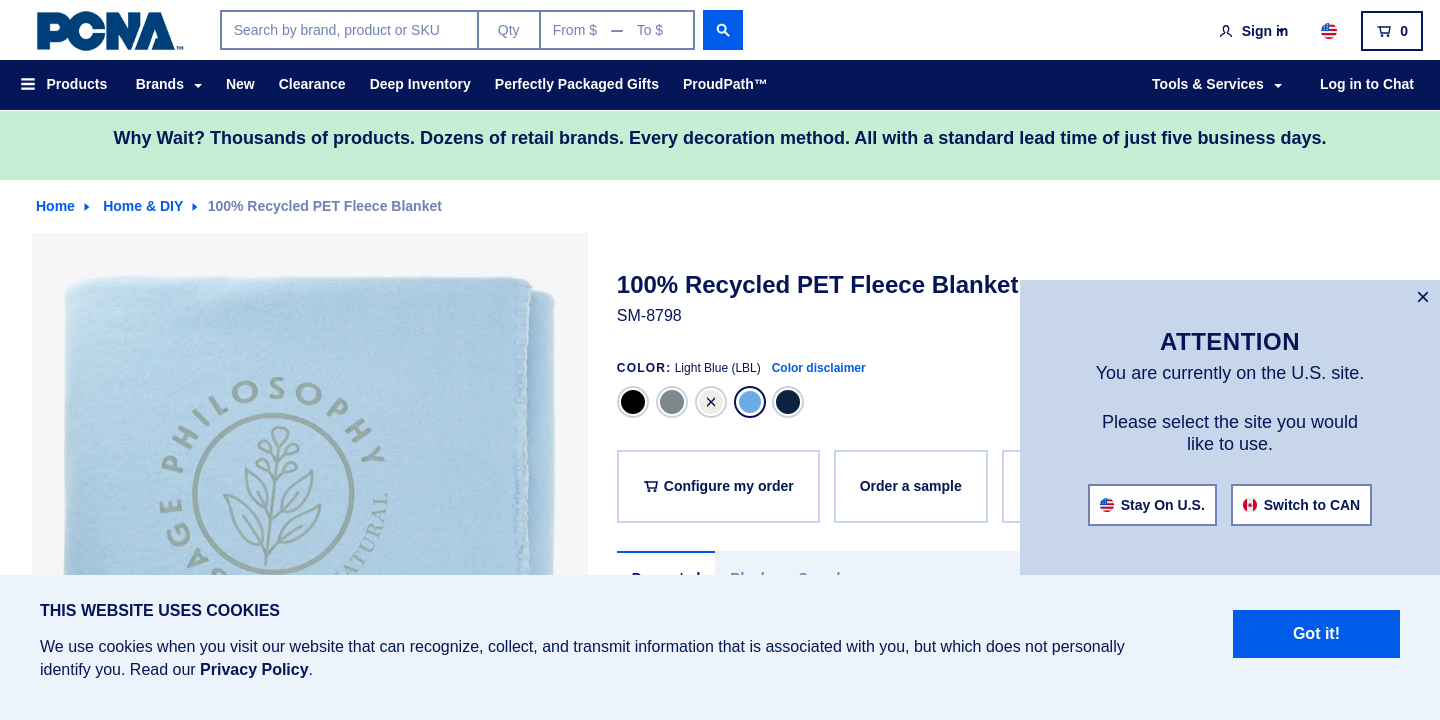 PCNA™
Search by brand, product or SKU
Qty
From $ — To $
Sign in
0
Products
Brands
New
Clearance
Deep Inventory
Perfectly Packaged Gifts
ProudPath™
Tools & Services
Log in to Chat
Why Wait? Thousands of products. Dozens of retail brands. Every decoration method. All with a standard lead time of just five business days.
Home
Home & DIY
100% Recycled PET Fleece Blanket
PHILOSOPHY
NATURAL
100% Recycled PET Fleece Blanket
SM-8798
COLOR: Light Blue (LBL) Color disclaimer
Configure my order
Order a sample
×
ATTENTION
You are currently on the U.S. site.
Please select the site you would
like to use.
Stay On U.S.
Switch to CAN
THIS WEBSITE USES COOKIES
We use cookies when you visit our website that can recognize, collect, and transmit information that is associated with you, but which does not personally
identify you. Read our Privacy Policy.
Got it!